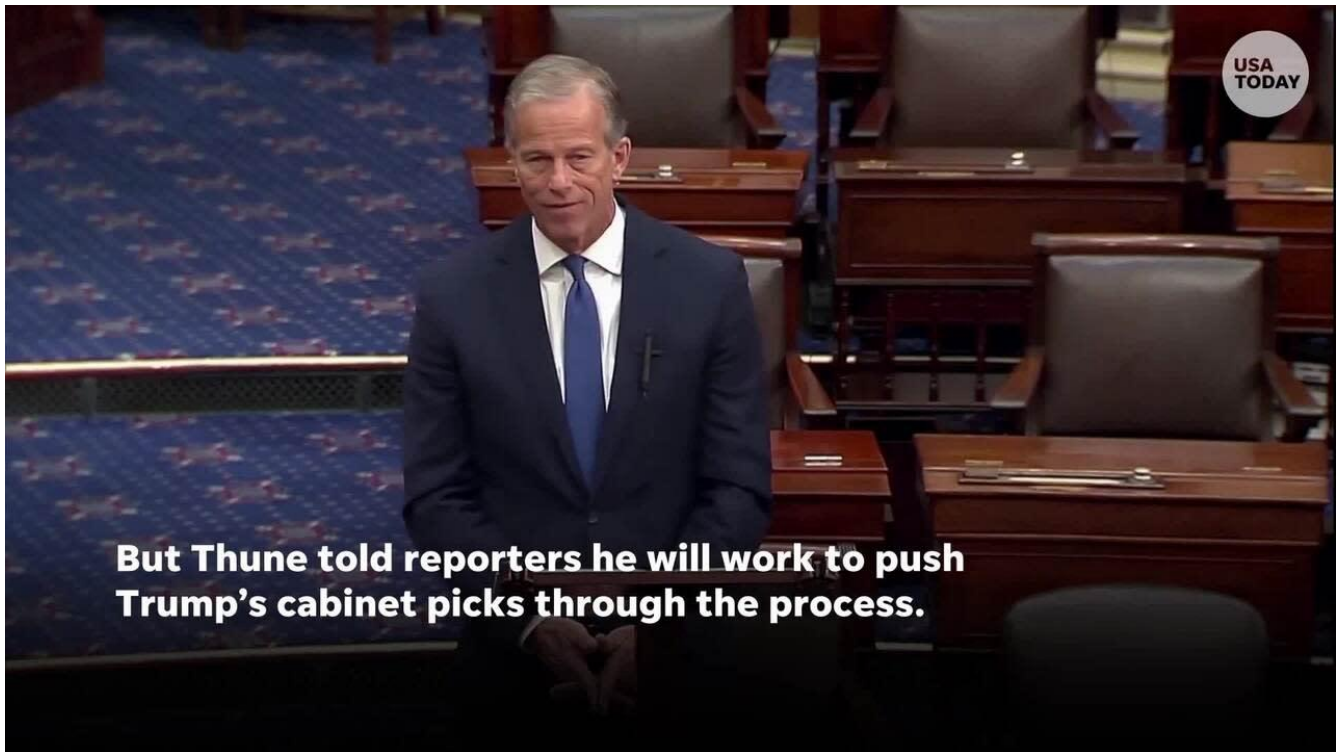 USA
TODAY
But Thune told reporters he will work to push
Trump’s cabinet picks through the process.